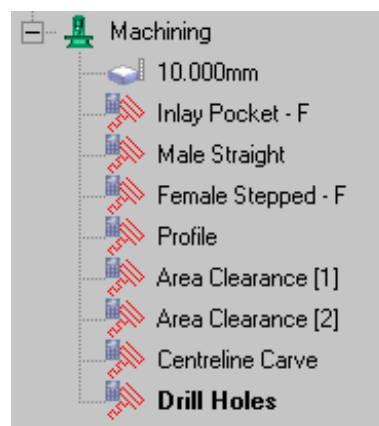 Machining
10.000mm
Inlay Pocket - F
Male Straight
Female Stepped - F
Profile
Area Clearance [1]
Area Clearance [2]
Centreline Carve
Drill Holes